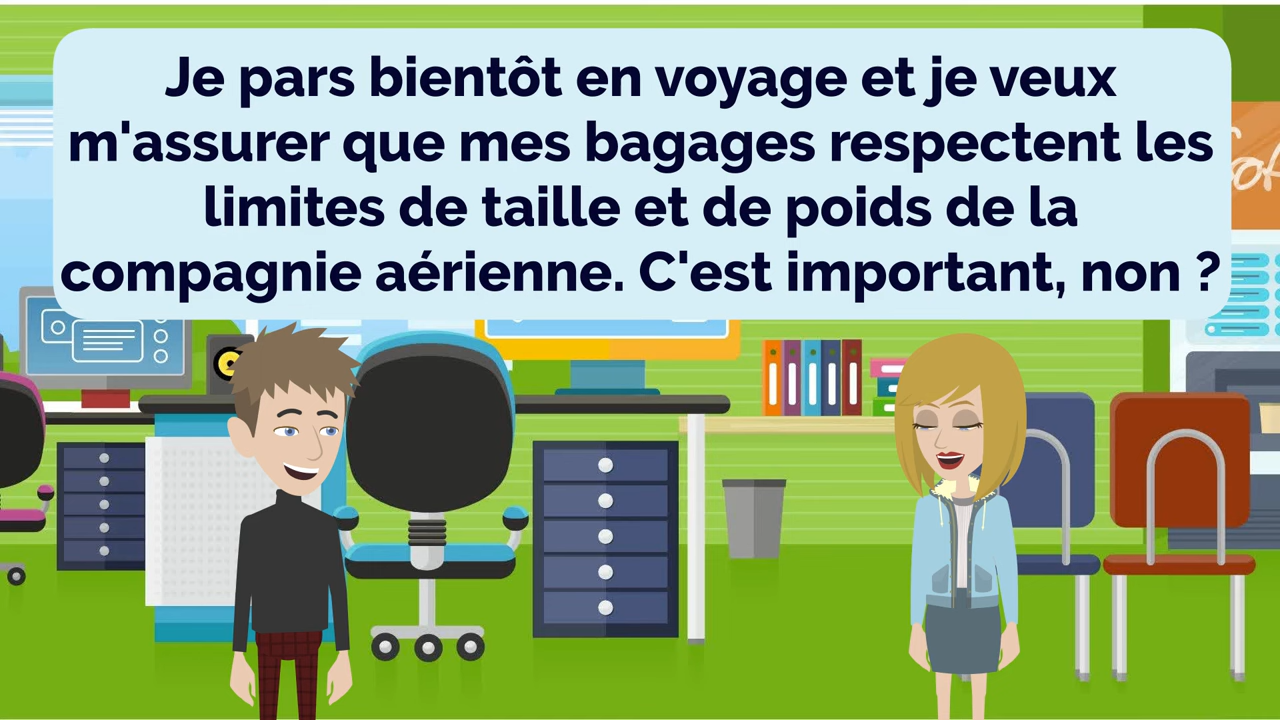 Je pars bientôt en voyage et je veux
m'assurer que mes bagages respectent les
limites de taille et de poids de la
compagnie aérienne. C'est important, non ?